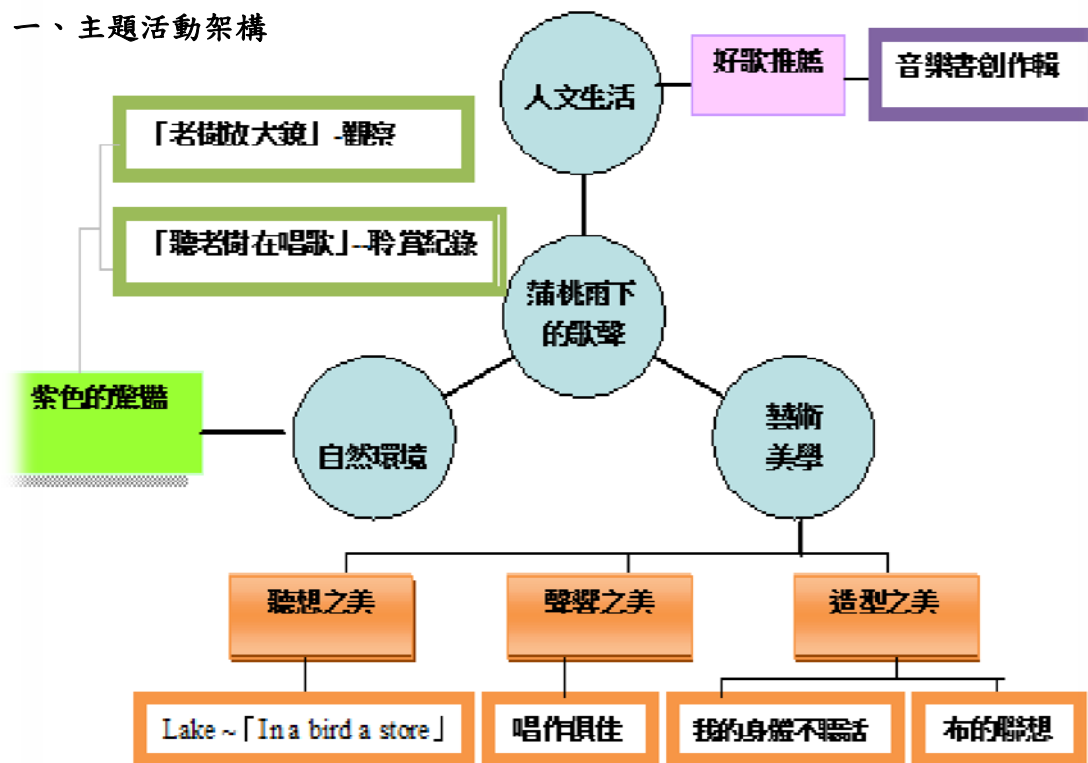 一、主題活動架構
人文生活
好歌推薦
音樂書創作輯
「老樹放大鏡」-觀察
「聽老樹在唱歌」--聆賞紀錄
蒲桃雨下
的歌聲
紫色的驚豔
自然環境
藝術
美學
聽想之美
聲響之美
造型之美
Lake ~「In a bird a store」
唱作俱佳
我的身體不聽話
布的聯想